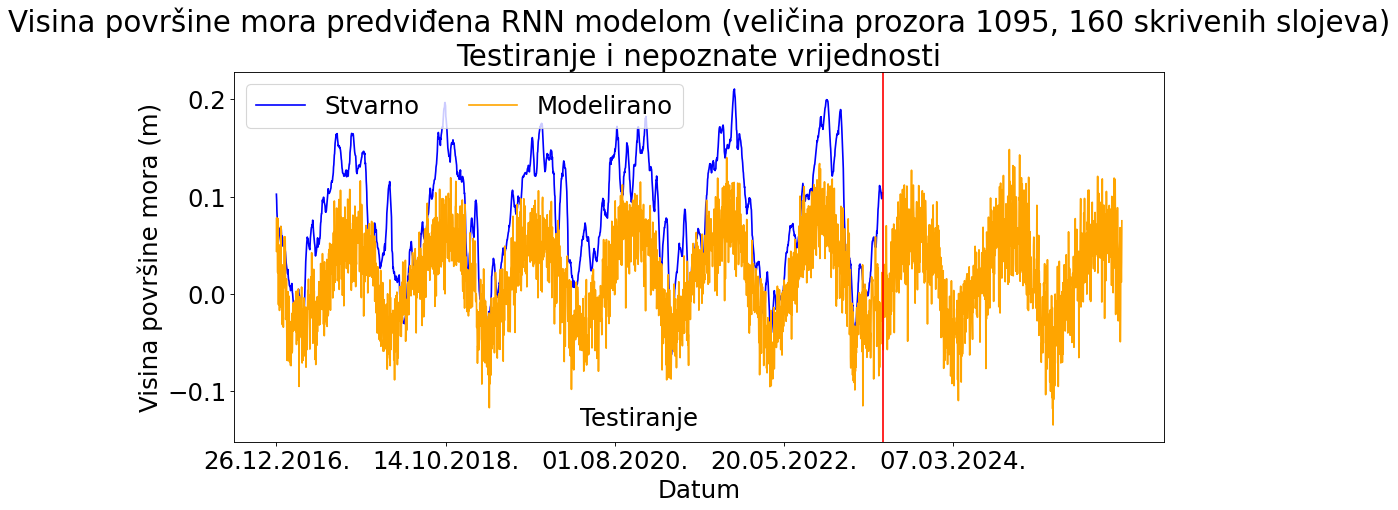 Visina površine mora predviđena RNN modelom (veličina prozora 1095, 160 skrivenih slojeva)
Testiranje i nepoznate vrijednosti
Stvarno Modelirano
Visina površine mora (m)
0.2
0.1
0.0
−0.1
Testiranje
26.12.2016. 14.10.2018. 01.08.2020. 20.05.2022. 07.03.2024.
Datum